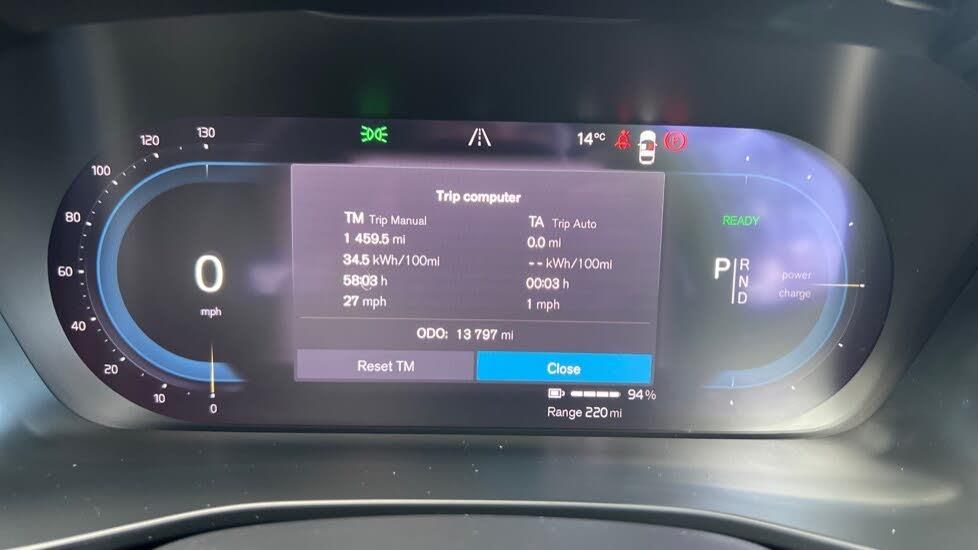 130
120
100
80
60
40
20
10
0
0
mph
14°C
Trip computer
TM Trip Manual
1 459.5 mi
34.5 kWh/100mi
58:03 h
27 mph
TA Trip Auto
0.0 mi
-- kWh/100mi
00:03 h
1 mph
ODO: 13 797 mi
Reset TM
Close
94%
Range 220 mi
READY
P
R
N
D
power
charge